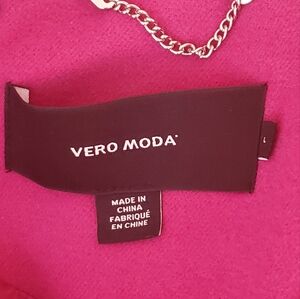 VERO MODA
L
MADE IN
CHINA
FABRIQUÉ
EN CHINE